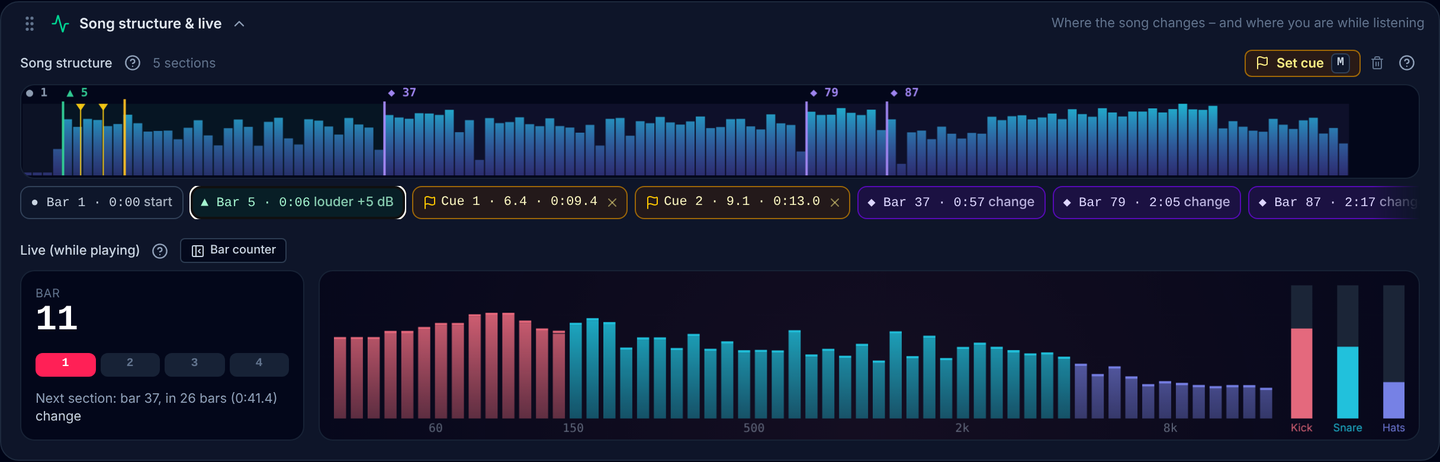 Song structure & live
Where the song changes – and where you are while listening
Song structure ? 5 sections
Set cue M ?
1 5 37 79 87
Bar 1 · 0:00 start
Bar 5 · 0:06 louder +5 dB
Cue 1 · 6.4 · 0:09.4 ×
Cue 2 · 9.1 · 0:13.0 ×
Bar 37 · 0:57 change
Bar 79 · 2:05 change
Bar 87 · 2:17 chang
Live (while playing) ? Bar counter
BAR
11
1 2 3 4
Next section: bar 37, in 26 bars (0:41.4)
change
60 150 500 2k 8k
Kick Snare Hats